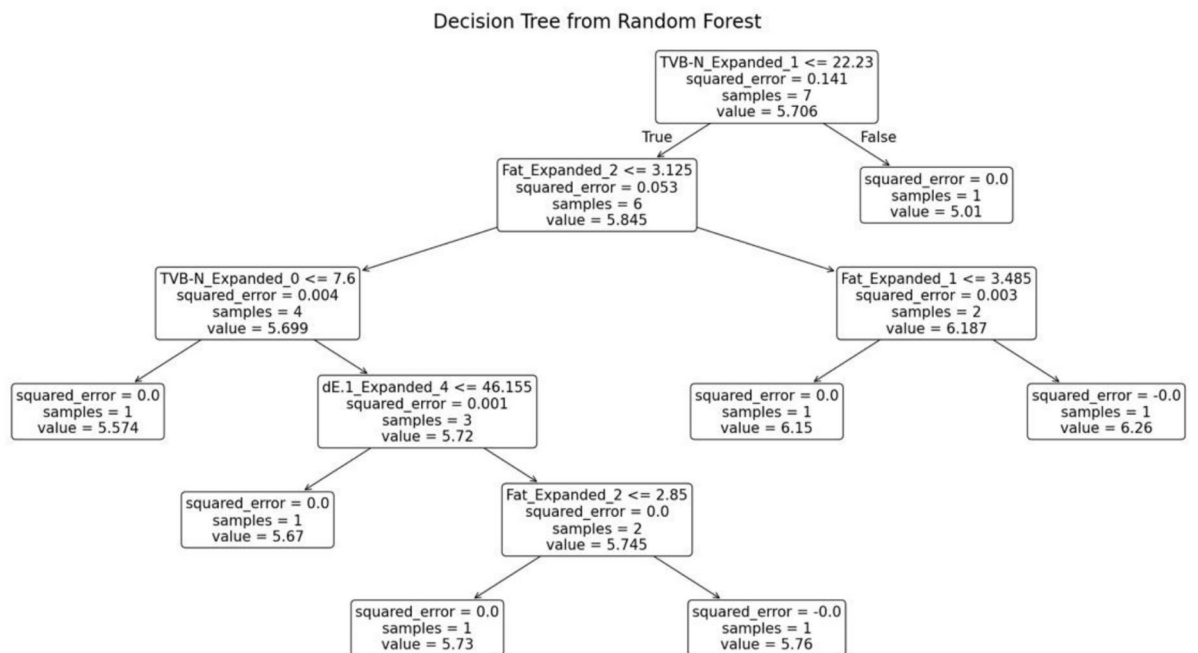 Decision Tree from Random Forest
TVB-N_Expanded_1 <= 22.23
squared_error = 0.141
samples = 7
value = 5.706
True
False
Fat_Expanded_2 <= 3.125
squared_error = 0.053
samples = 6
value = 5.845
squared_error = 0.0
samples = 1
value = 5.01
TVB-N_Expanded_0 <= 7.6
squared_error = 0.004
samples = 4
value = 5.699
Fat_Expanded_1 <= 3.485
squared_error = 0.003
samples = 2
value = 6.187
squared_error = 0.0
samples = 1
value = 5.574
dE.1_Expanded_4 <= 46.155
squared_error = 0.001
samples = 3
value = 5.72
squared_error = 0.0
samples = 1
value = 6.15
squared_error = -0.0
samples = 1
value = 6.26
squared_error = 0.0
samples = 1
value = 5.67
Fat_Expanded_2 <= 2.85
squared_error = 0.0
samples = 2
value = 5.745
squared_error = 0.0
samples = 1
value = 5.73
squared_error = -0.0
samples = 1
value = 5.76